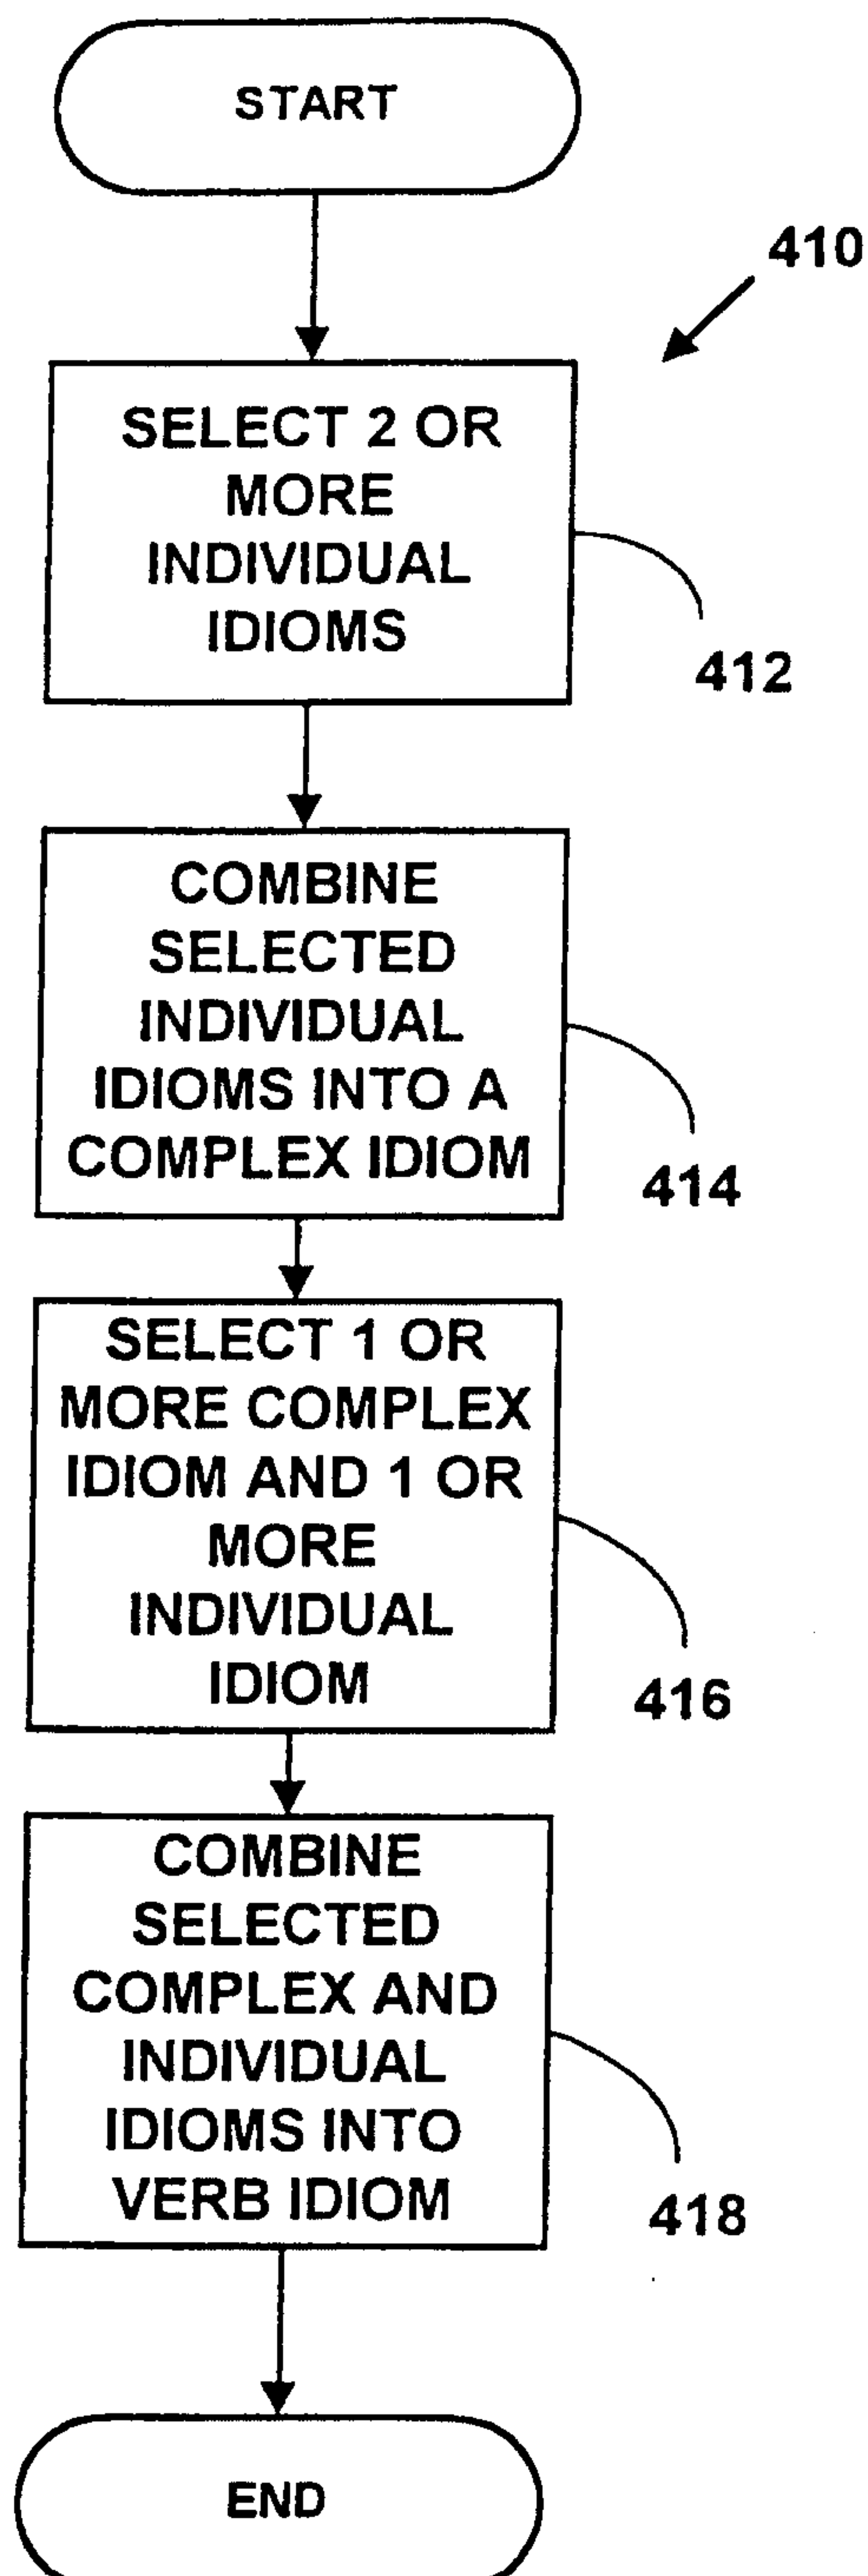 START
410
SELECT 2 OR
MORE
INDIVIDUAL
IDIOMS
412
COMBINE
SELECTED
INDIVIDUAL
IDIOMS INTO A
COMPLEX IDIOM
414
SELECT 1 OR
MORE COMPLEX
IDIOM AND 1 OR
MORE
INDIVIDUAL
IDIOM
416
COMBINE
SELECTED
COMPLEX AND
INDIVIDUAL
IDIOMS INTO
VERB IDIOM
418
END